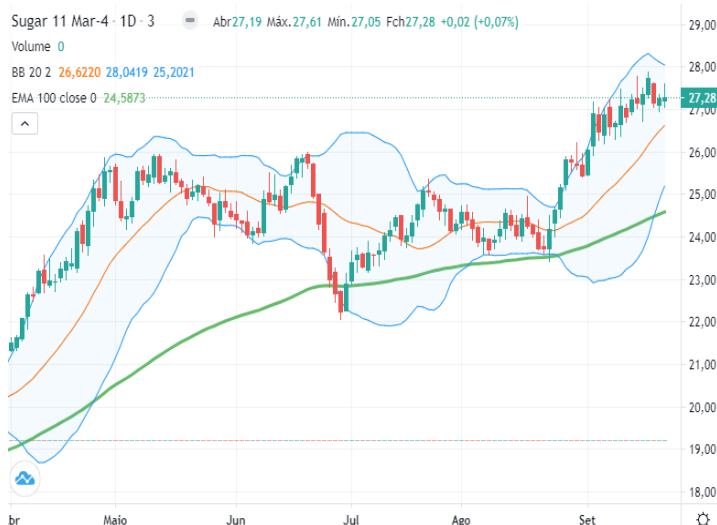 Sugar 11 Mar-4 · 1D · 3 Abr27,19 Máx.27,61 Mín.27,05 Fch27,28 +0,02 (+0,07%)
Volume 0
BB 20 2 26,6220 28,0419 25,2021
EMA 100 close 0 24,5873
29,00
28,00
27,28
27,00
26,00
25,00
24,00
23,00
22,00
21,00
20,00
19,00
18,00
br Maio Jun Jul Ago Set